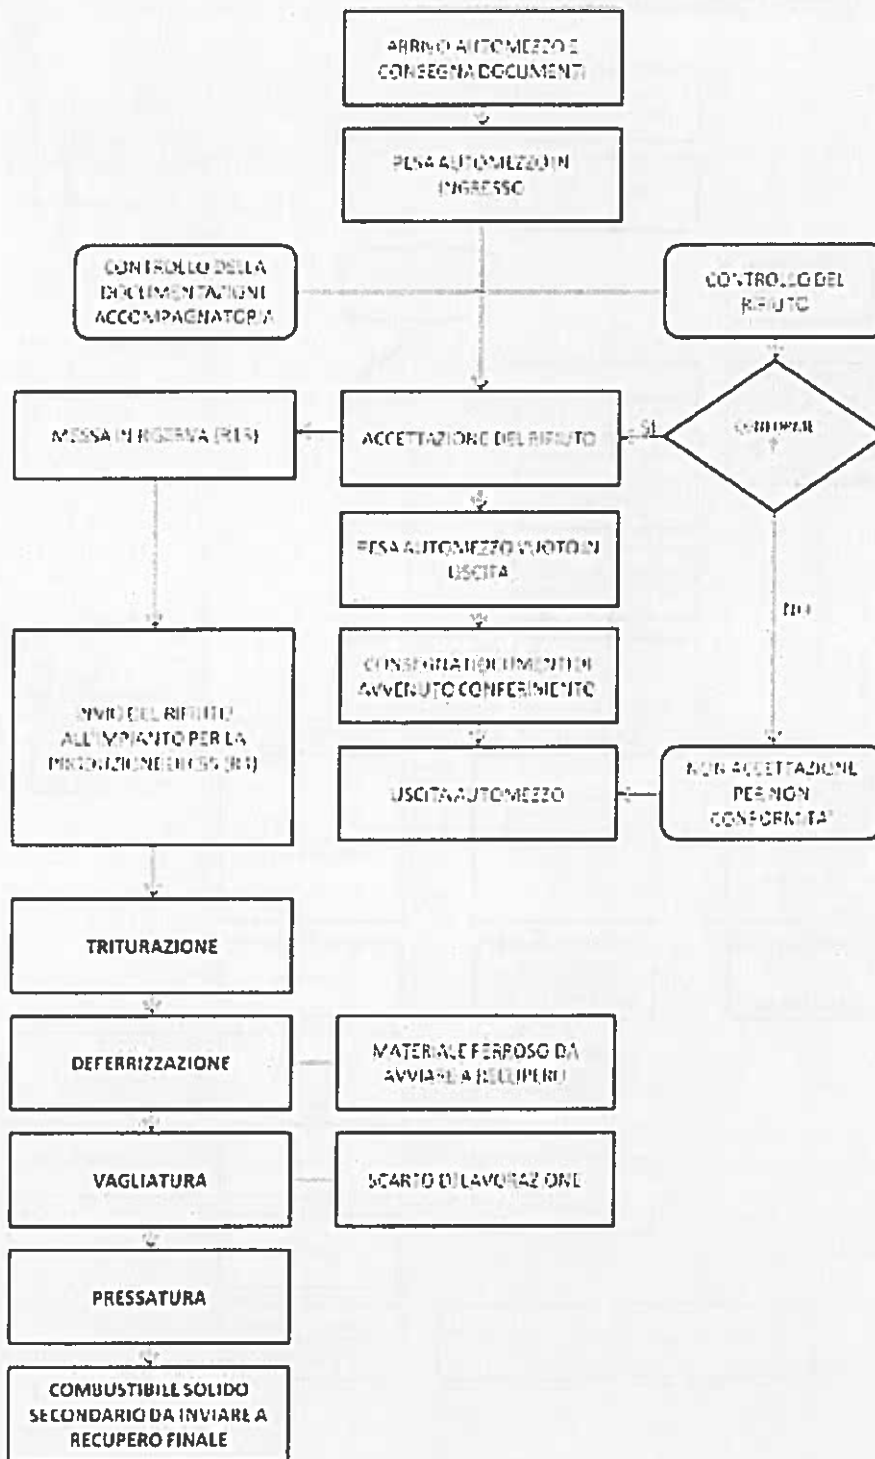 ARRIVO AUTOMEZZO E
CONSEGNA DOCUMENTI
PESA AUTOMEZZO IN
INGRESSO
CONTROLLO DELLA
DOCUMENTAZIONE
ACCOMPAGNATORIA
CONTROLLO DEL
RIFIUTO
MESSA IN RISERVA (R13)
ACCETTAZIONE DEL RIFIUTO
SI
CONFORME
?
PESA AUTOMEZZO VUOTO IN
USCITA
NO
CONSEGNA DOCUMENTI DI
AVVENUTO CONFERIMENTO
INVIO DEL RIFIUTO
ALL'IMPIANTO PER LA
PRODUZIONE DI CSS
USCITA AUTOMEZZO
NON ACCETTAZIONE
PER NON
CONFORMITA'
TRITURAZIONE
DEFERRIZZAZIONE
MATERIALE FERROSO DA
AVVIARE A RECUPERO
VAGLIATURA
SCARTO DI LAVORAZIONE
PRESSATURA
COMBUSTIBILE SOLIDO
SECONDARIO DA INVIARE A
RECUPERO FINALE